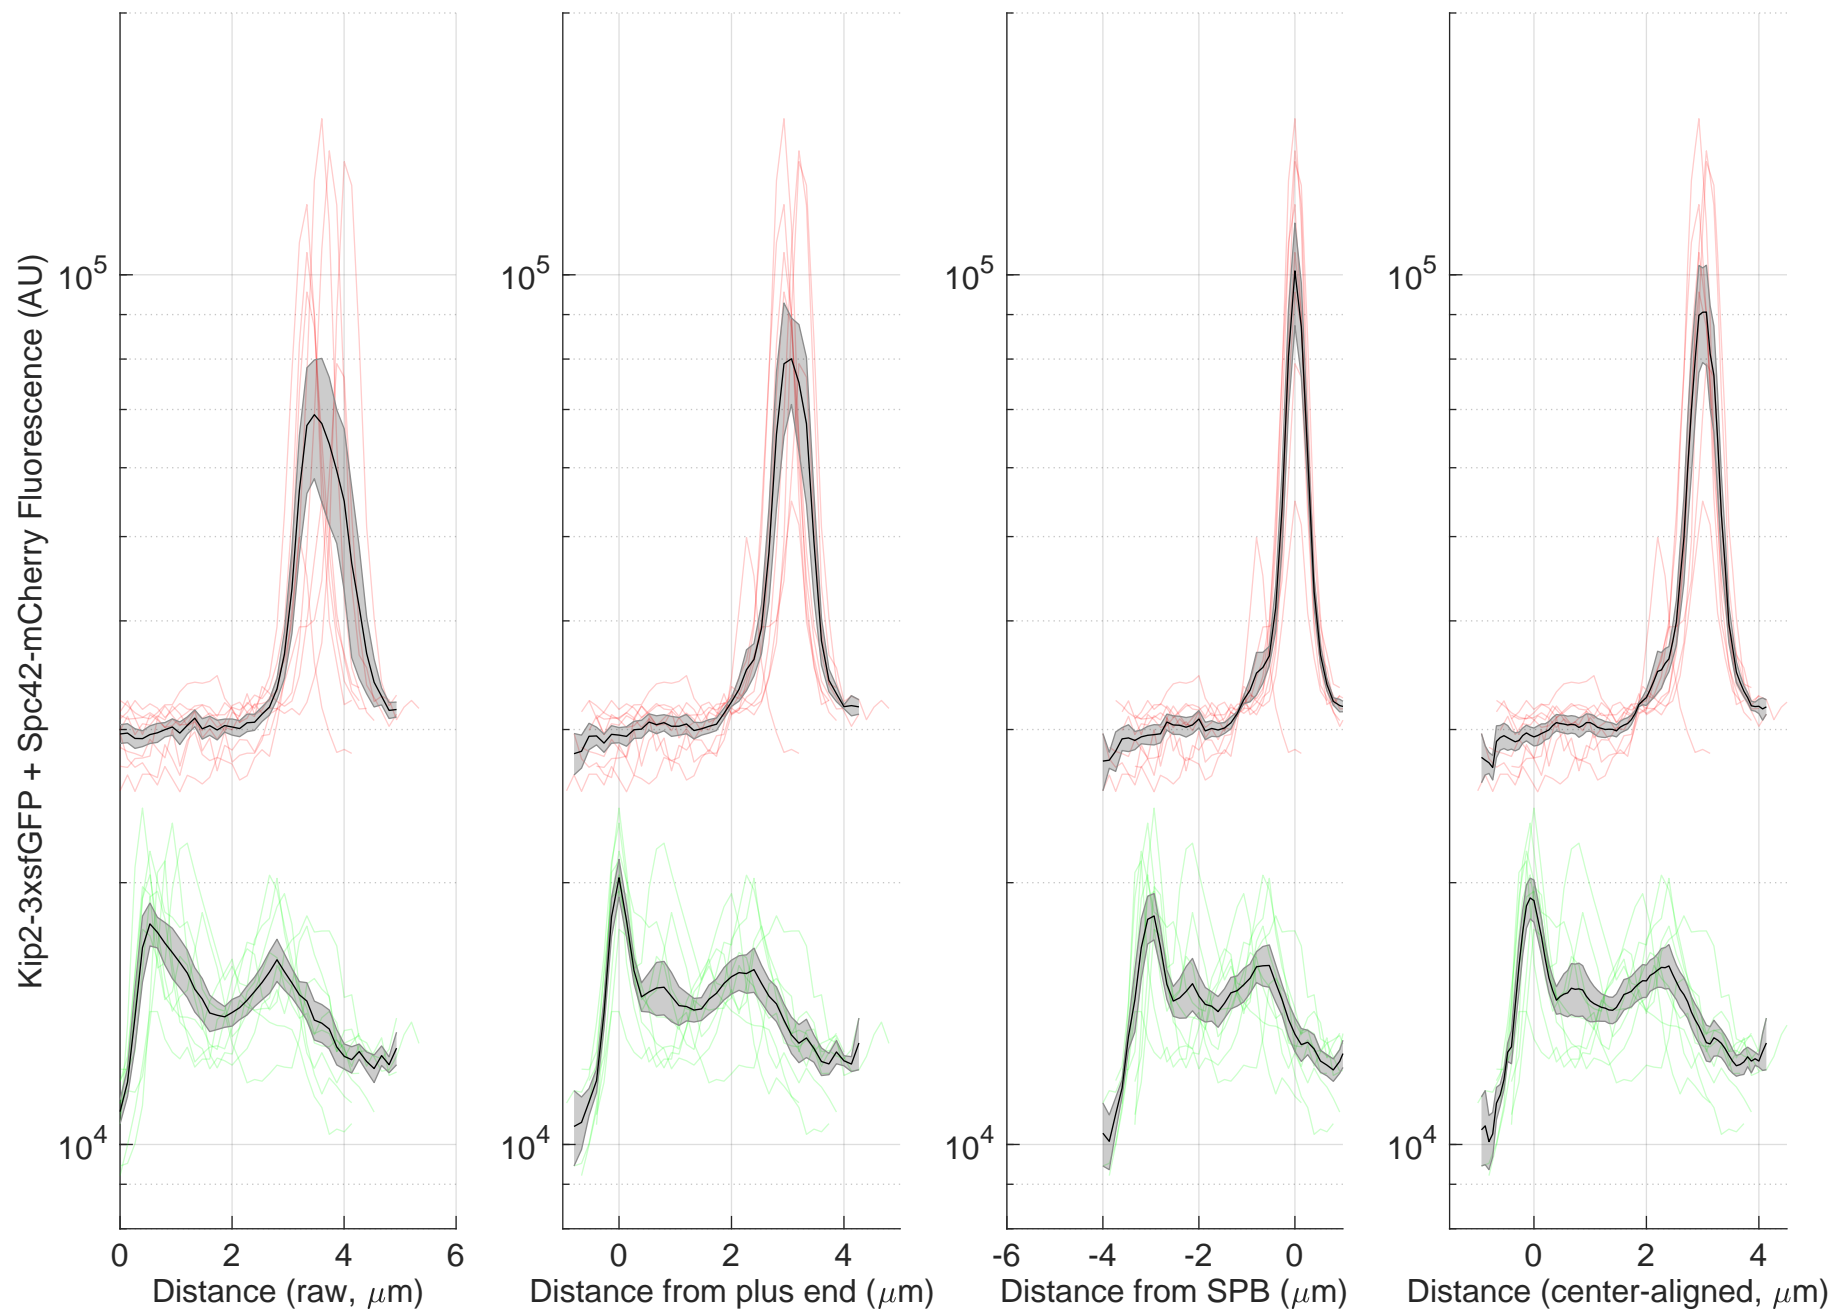 Kip2-3xsfGFP + Spc42-mCherry Fluorescence (AU)
10^5
10^4
0 2 4 6
Distance (raw, μm)
10^5
10^4
0 2 4
Distance from plus end (μm)
10^5
10^4
-6 -4 -2 0
Distance from SPB (μm)
10^5
10^4
0 2 4
Distance (center-aligned, μm)